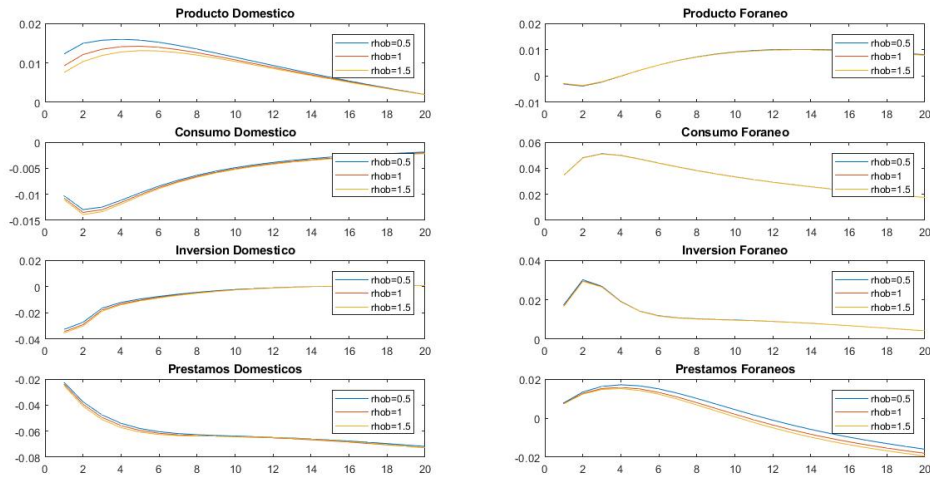 Producto Domestico
0.02
0.01
0
rhob=0.5
rhob=1
rhob=1.5
0 2 4 6 8 10 12 14 16 18 20
Producto Foraneo
0.02
0.01
0
-0.01
rhob=0.5
rhob=1
rhob=1.5
0 2 4 6 8 10 12 14 16 18 20
Consumo Domestico
0
-0.005
-0.01
-0.015
rhob=0.5
rhob=1
rhob=1.5
0 2 4 6 8 10 12 14 16 18 20
Consumo Foraneo
0.06
0.04
0.02
0
rhob=0.5
rhob=1
rhob=1.5
0 2 4 6 8 10 12 14 16 18 20
Inversion Domestico
0.02
0
-0.02
-0.04
rhob=0.5
rhob=1
rhob=1.5
0 2 4 6 8 10 12 14 16 18 20
Inversion Foraneo
0.04
0.02
0
rhob=0.5
rhob=1
rhob=1.5
0 2 4 6 8 10 12 14 16 18 20
Prestamos Domesticos
-0.02
-0.04
-0.06
-0.08
rhob=0.5
rhob=1
rhob=1.5
0 2 4 6 8 10 12 14 16 18 20
Prestamos Foraneos
0.02
0
-0.02
rhob=0.5
rhob=1
rhob=1.5
0 2 4 6 8 10 12 14 16 18 20